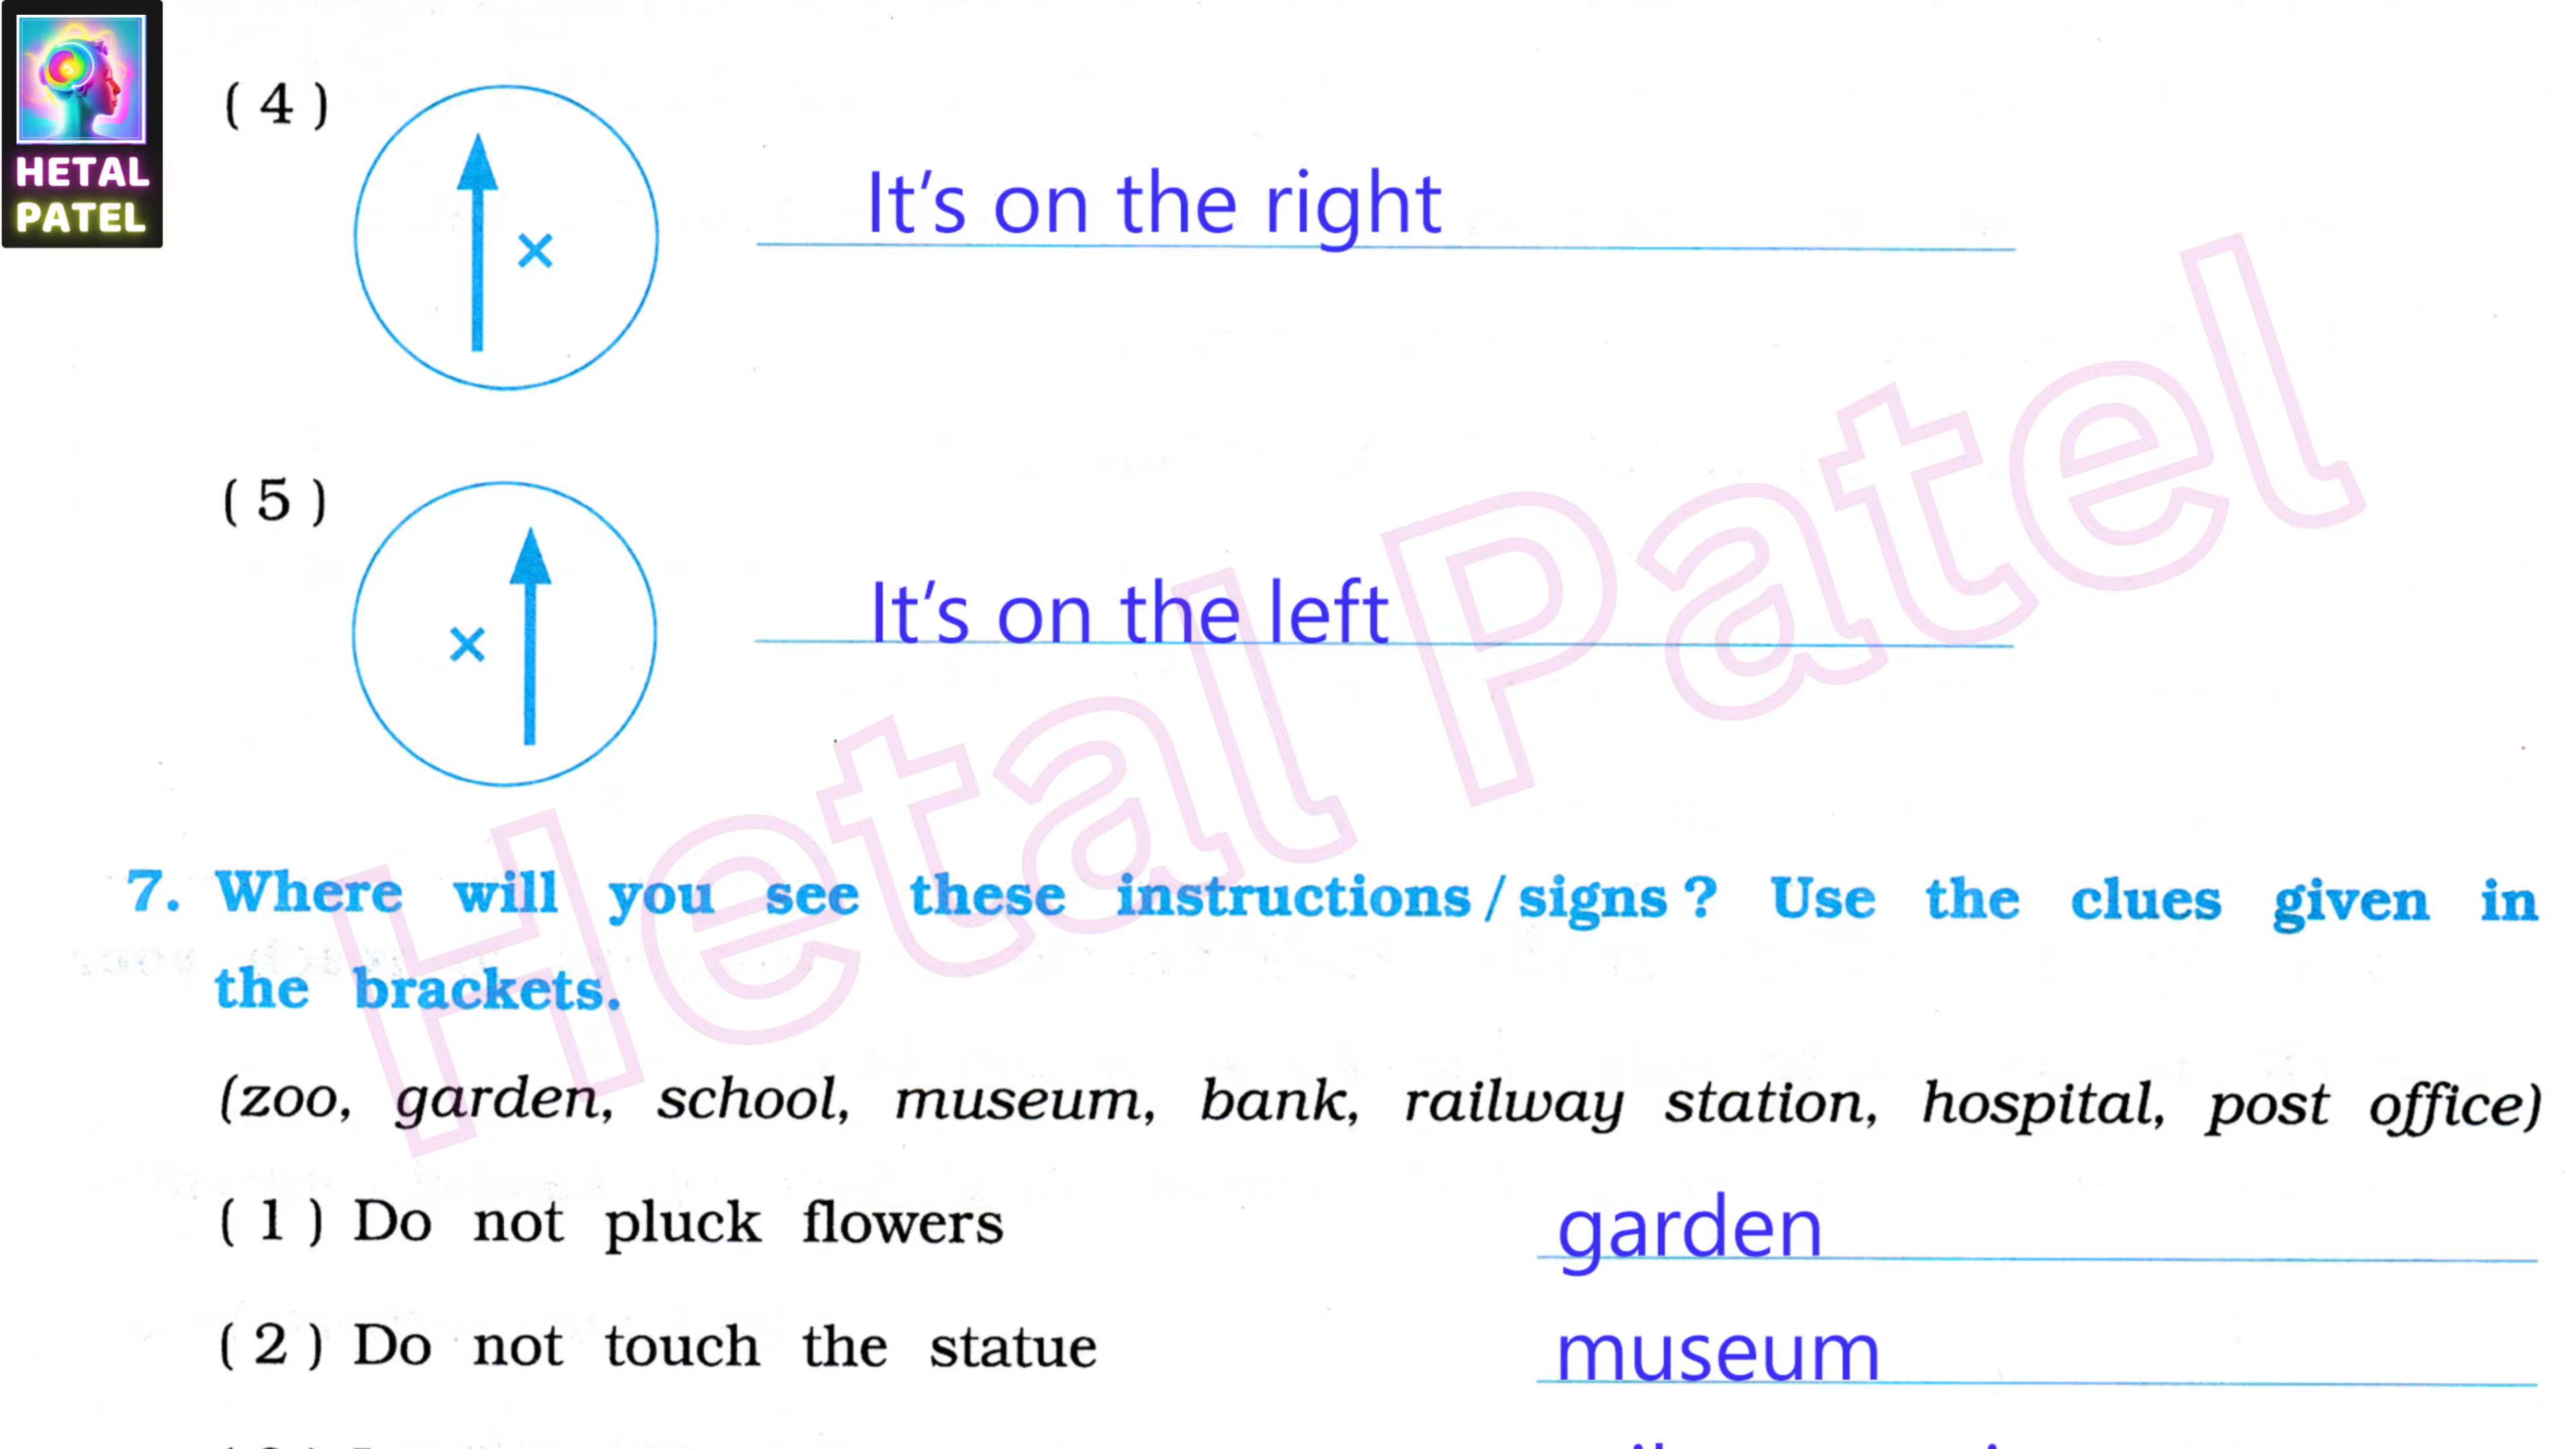 HETAL
PATEL
( 4 )
It's on the right
( 5 )
It's on the left
Hetal Patel
7. Where will you see these instructions / signs ? Use the clues given in
the brackets.
(zoo, garden, school, museum, bank, railway station, hospital, post office)
( 1 ) Do not pluck flowers garden
( 2 ) Do not touch the statue museum